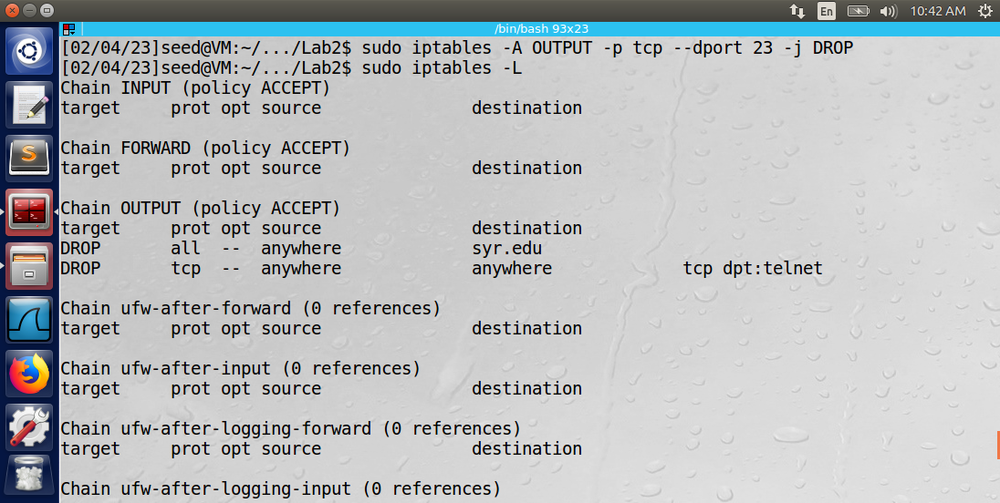 En
10:42 AM
/bin/bash 93x23
[02/04/23]seed@VM:~/.../Lab2$ sudo iptables -A OUTPUT -p tcp --dport 23 -j DROP
[02/04/23]seed@VM:~/.../Lab2$ sudo iptables -L
Chain INPUT (policy ACCEPT)
target     prot opt source               destination

Chain FORWARD (policy ACCEPT)
target     prot opt source               destination

Chain OUTPUT (policy ACCEPT)
target     prot opt source               destination
DROP       all  --  anywhere             syr.edu
DROP       tcp  --  anywhere             anywhere             tcp dpt:telnet

Chain ufw-after-forward (0 references)
target     prot opt source               destination

Chain ufw-after-input (0 references)
target     prot opt source               destination

Chain ufw-after-logging-forward (0 references)
target     prot opt source               destination

Chain ufw-after-logging-input (0 references)